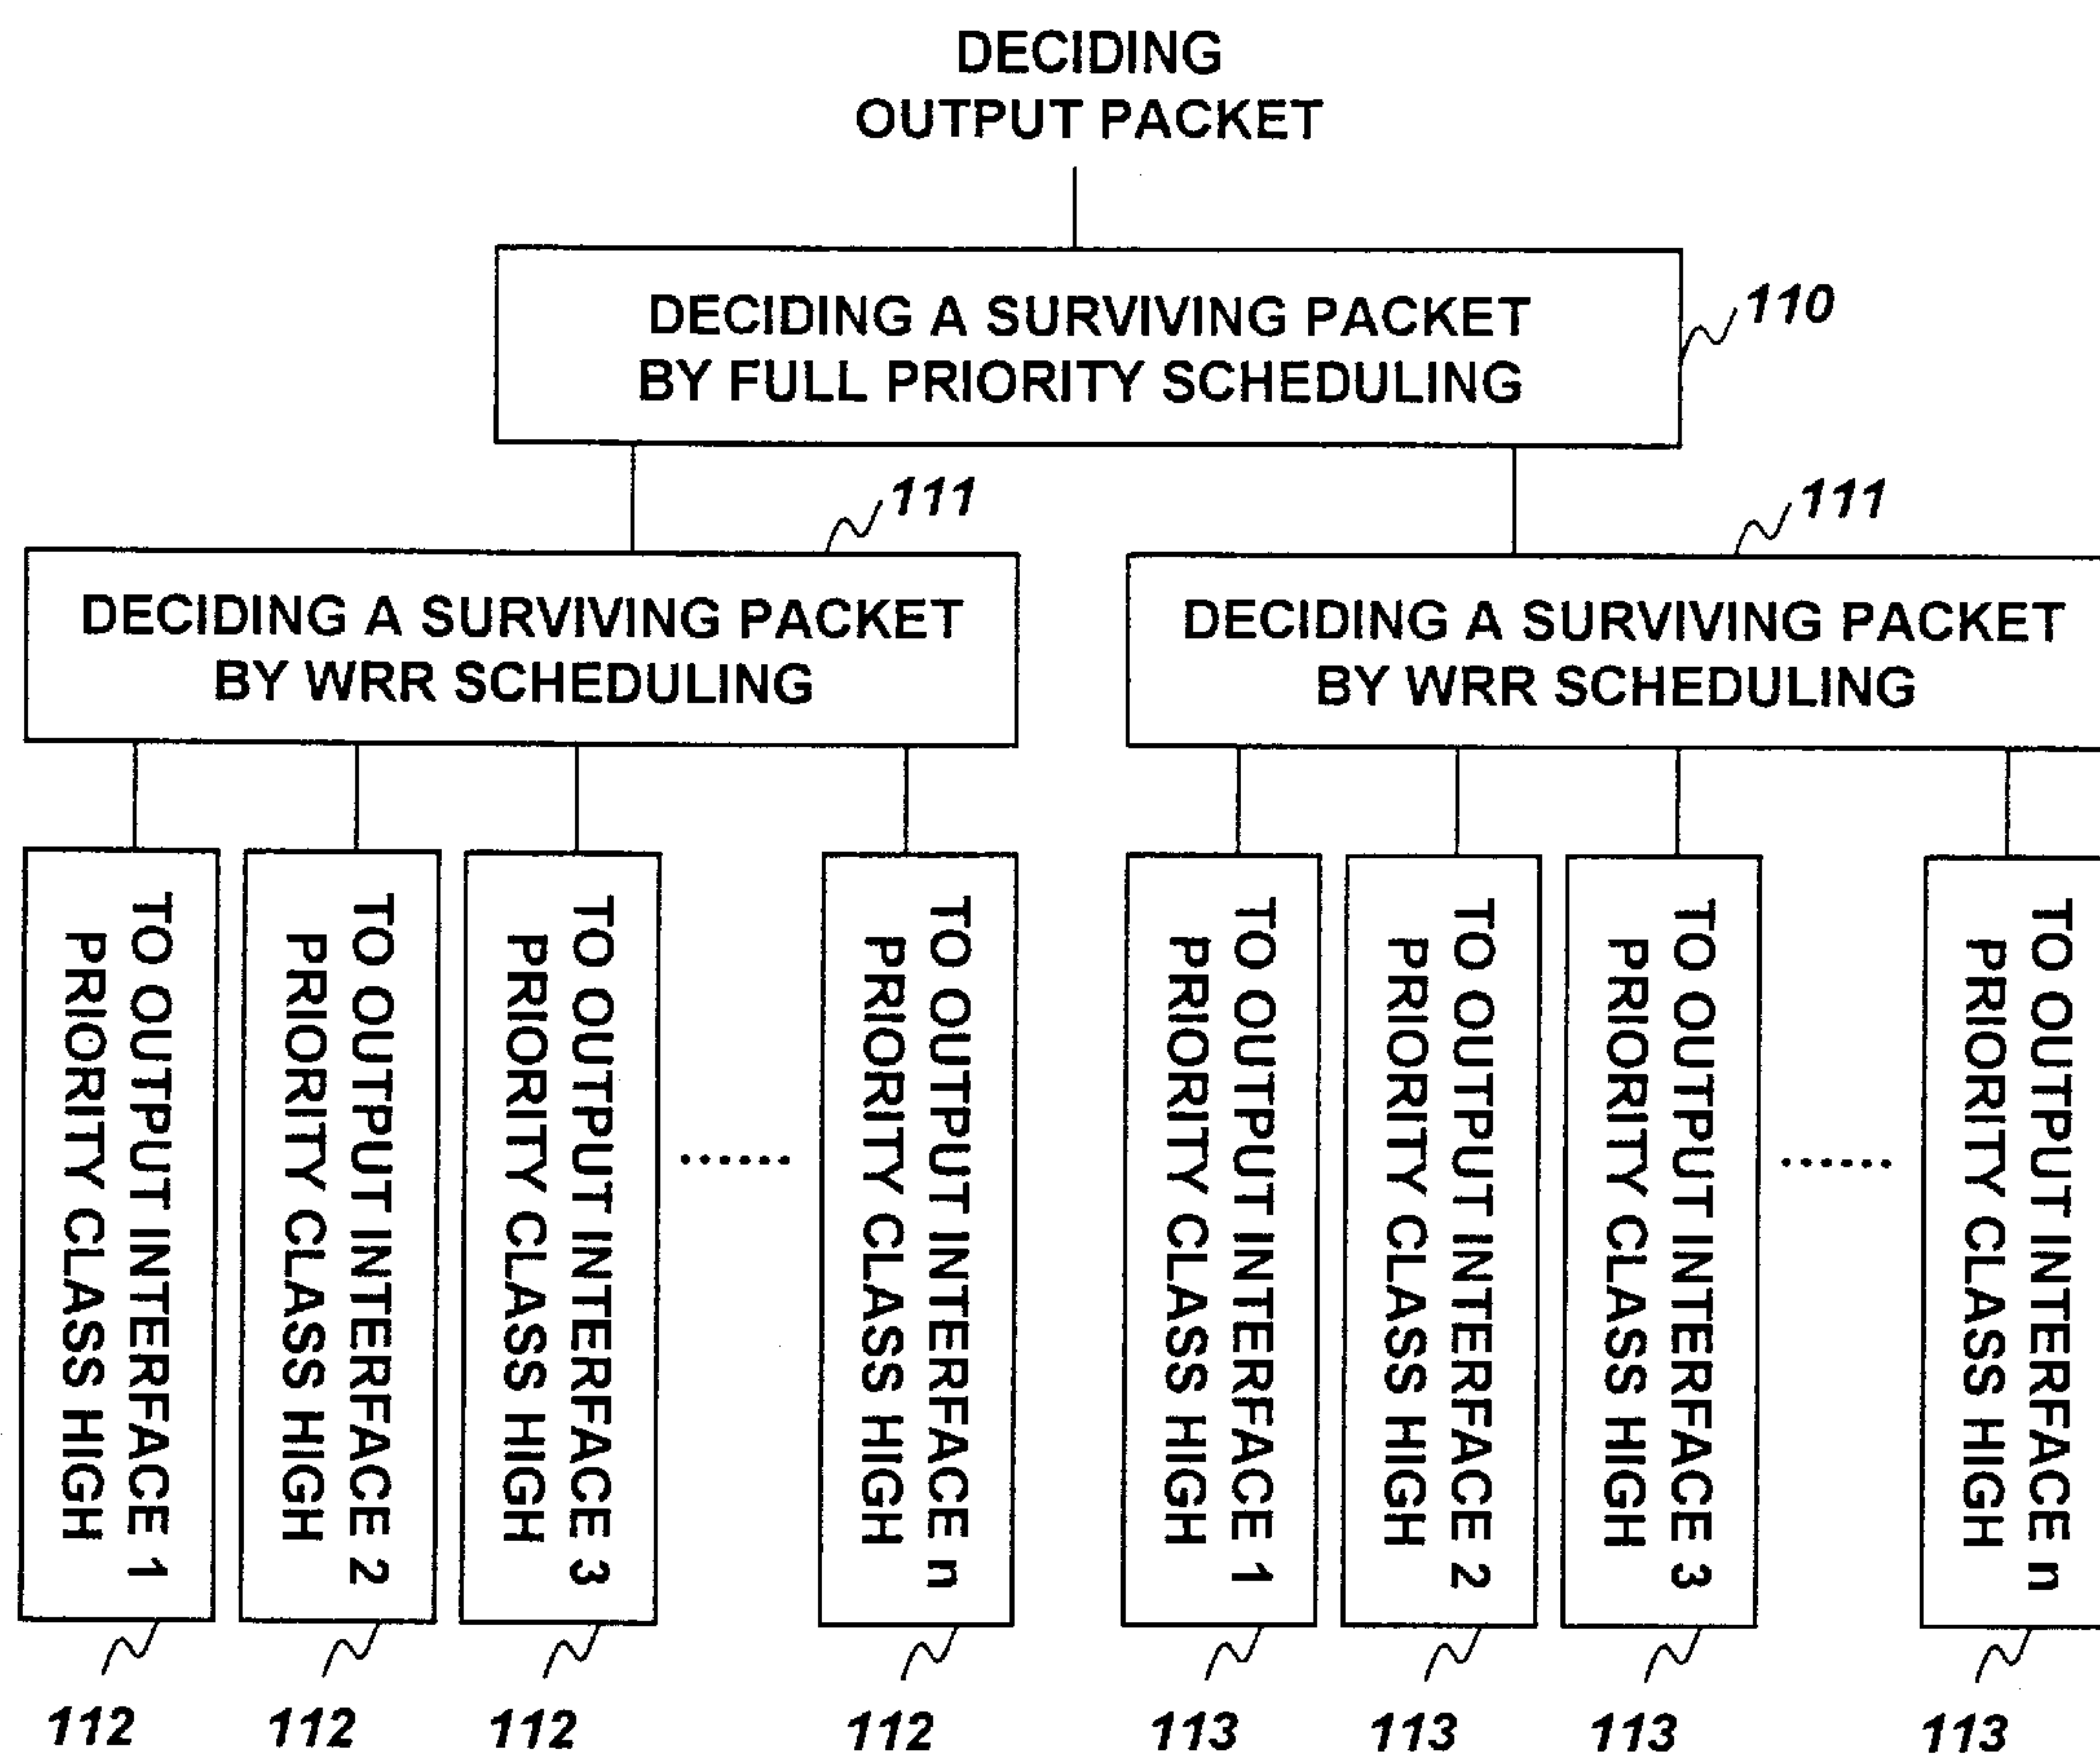 DECIDING
OUTPUT PACKET
DECIDING A SURVIVING PACKET
BY FULL PRIORITY SCHEDULING
110
111
111
DECIDING A SURVIVING PACKET
BY WRR SCHEDULING
DECIDING A SURVIVING PACKET
BY WRR SCHEDULING
TO OUTPUT INTERFACE 1
PRIORITY CLASS HIGH
TO OUTPUT INTERFACE 2
PRIORITY CLASS HIGH
TO OUTPUT INTERFACE 3
PRIORITY CLASS HIGH
......
TO OUTPUT INTERFACE n
PRIORITY CLASS HIGH
TO OUTPUT INTERFACE 1
PRIORITY CLASS HIGH
TO OUTPUT INTERFACE 2
PRIORITY CLASS HIGH
TO OUTPUT INTERFACE 3
PRIORITY CLASS HIGH
......
TO OUTPUT INTERFACE n
PRIORITY CLASS HIGH
112
112
112
112
113
113
113
113